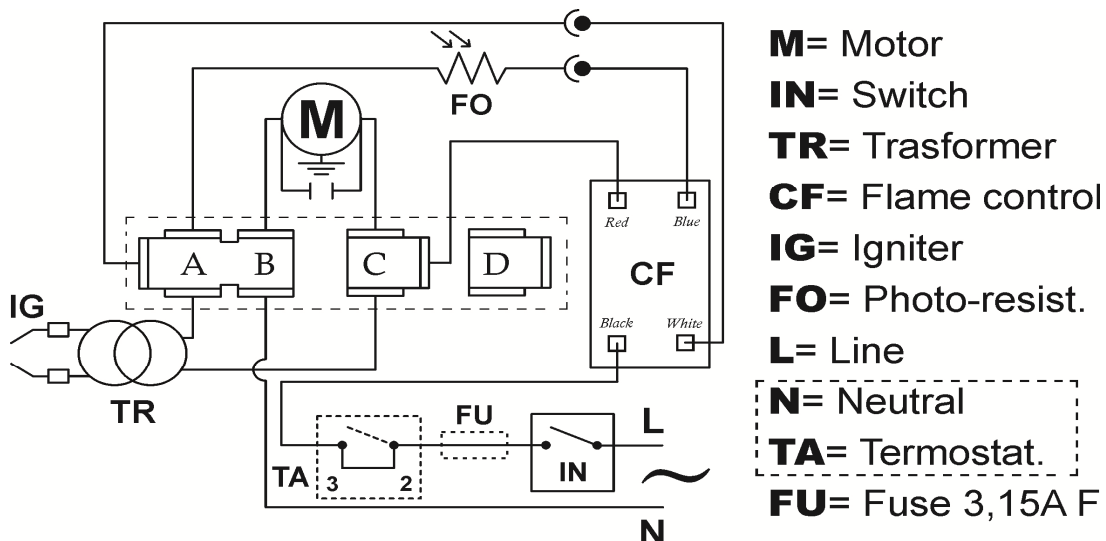 FO
M
Red
Blue
A
B
C
D
CF
IG
Black
White
TR
FU
L
TA
3
2
IN
N
M= Motor
IN= Switch
TR= Trasformer
CF= Flame control
IG= Igniter
FO= Photo-resist.
L= Line
N= Neutral
TA= Termostat.
FU= Fuse 3,15A F